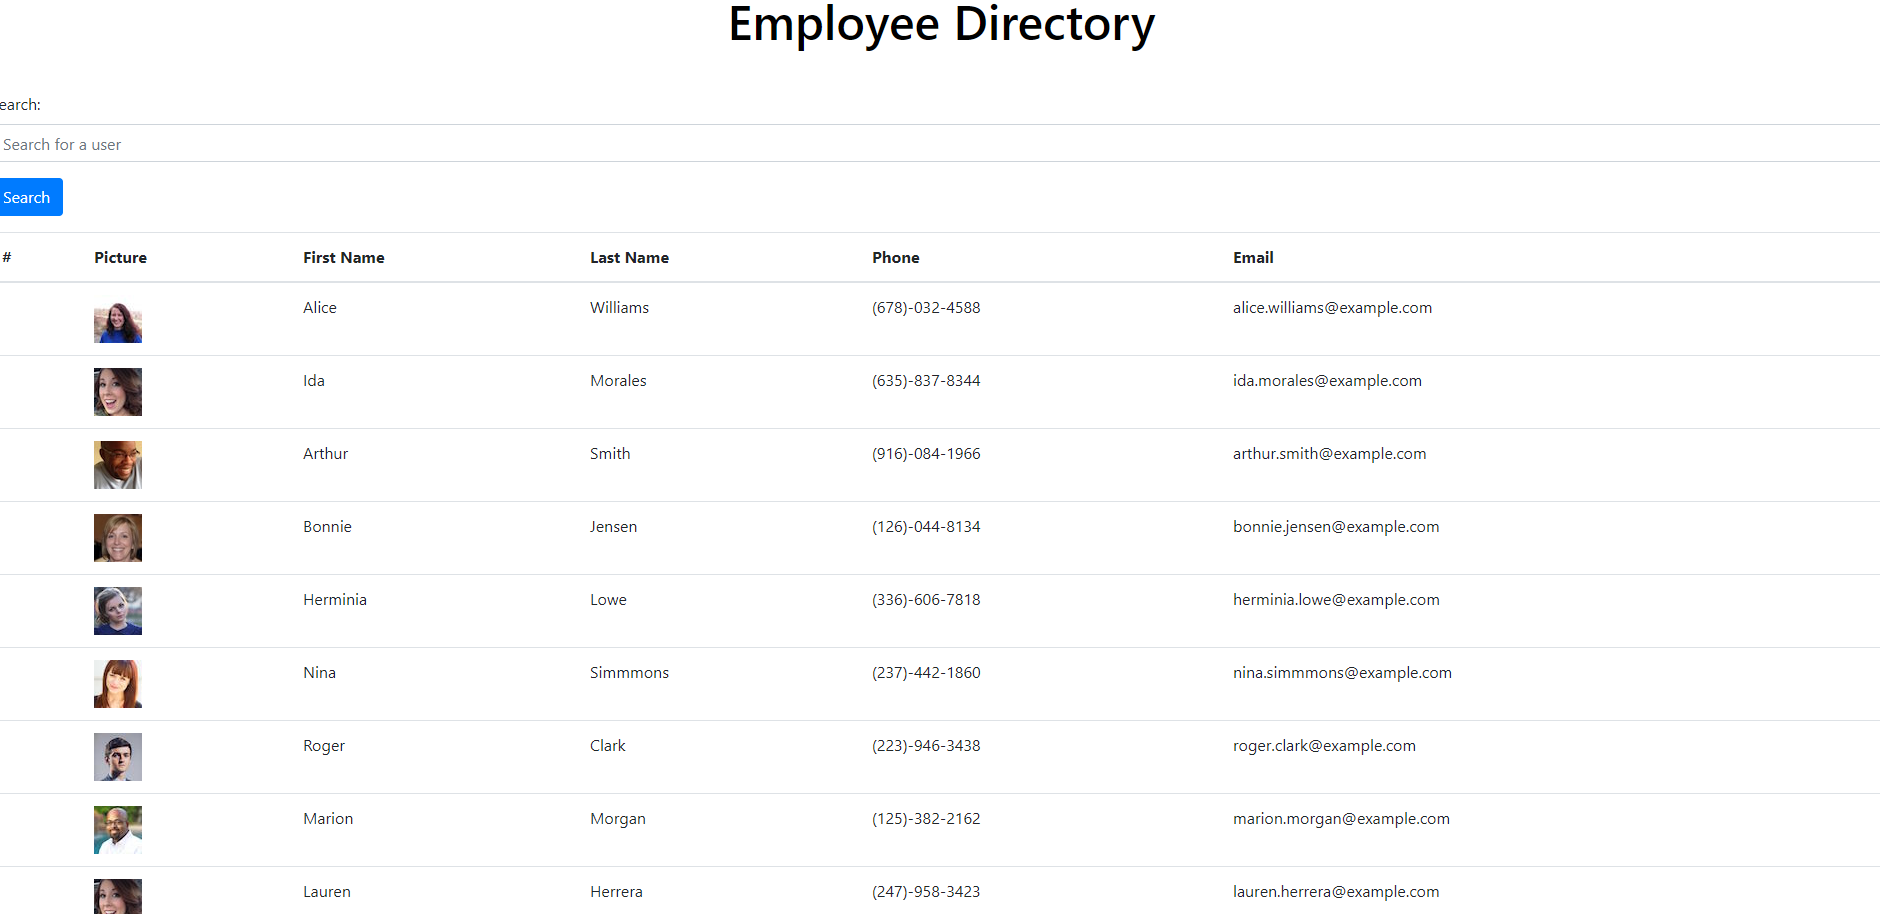 Employee Directory
earch:
Search for a user
Search
# Picture First Name Last Name Phone Email
Alice Williams (678)-032-4588 alice.williams@example.com
Ida Morales (635)-837-8344 ida.morales@example.com
Arthur Smith (916)-084-1966 arthur.smith@example.com
Bonnie Jensen (126)-044-8134 bonnie.jensen@example.com
Herminia Lowe (336)-606-7818 herminia.lowe@example.com
Nina Simmmons (237)-442-1860 nina.simmmons@example.com
Roger Clark (223)-946-3438 roger.clark@example.com
Marion Morgan (125)-382-2162 marion.morgan@example.com
Lauren Herrera (247)-958-3423 lauren.herrera@example.com